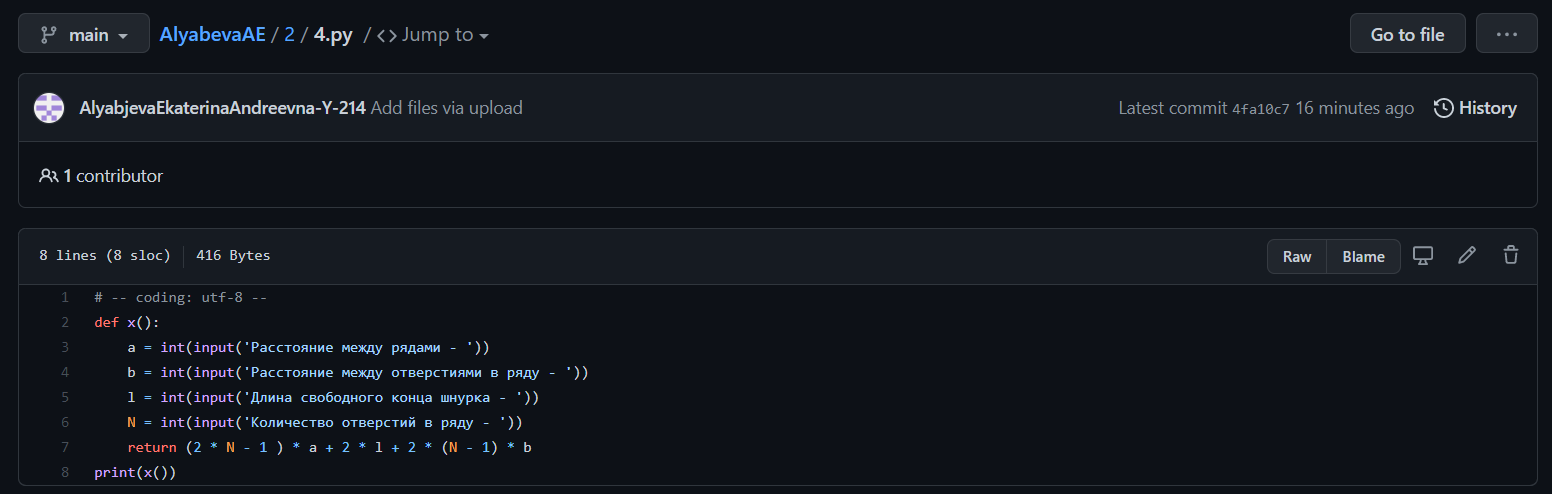 main
AlyabevaAE / 2 / 4.py / <> Jump to
Go to file
...
AlyabjevaEkaterinaAndreevna-Y-214 Add files via upload
Latest commit 4fa10c7 16 minutes ago
History
1 contributor
8 lines (8 sloc) 416 Bytes
Raw
Blame
1 # -- coding: utf-8 --
2 def x():
3 a = int(input('Расстояние между рядами - '))
4 b = int(input('Расстояние между отверстиями в ряду - '))
5 l = int(input('Длина свободного конца шнурка - '))
6 N = int(input('Количество отверстий в ряду - '))
7 return (2 * N - 1 ) * a + 2 * l + 2 * (N - 1) * b
8 print(x())